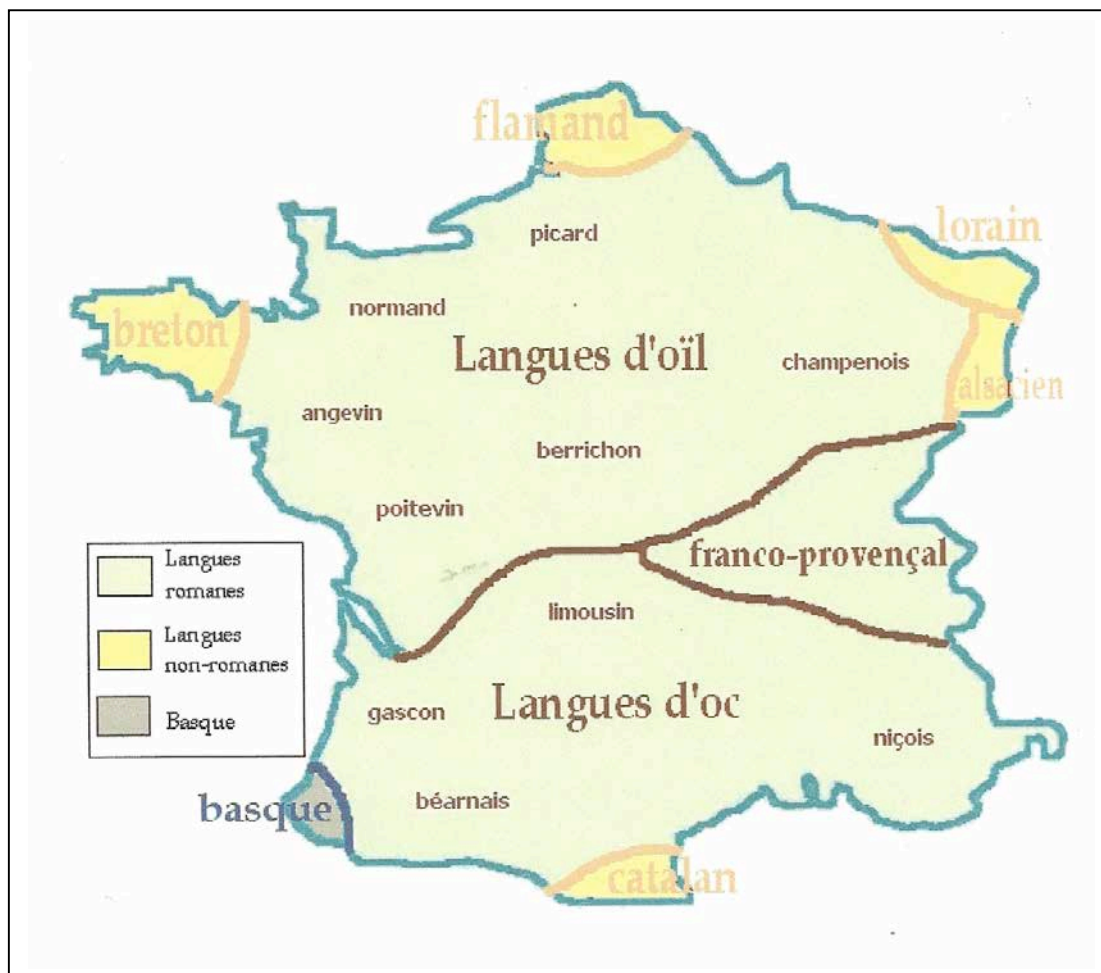 flamand
lorain
picard
normand
breton
Langues d'oïl
champenois
alsacien
angevin
berrichon
poitevin
franco-provençal
Langues
romanes
limousin
Langues
non-romanes
Langues d'oc
gascon
Basque
niçois
basque
béarnais
catalan